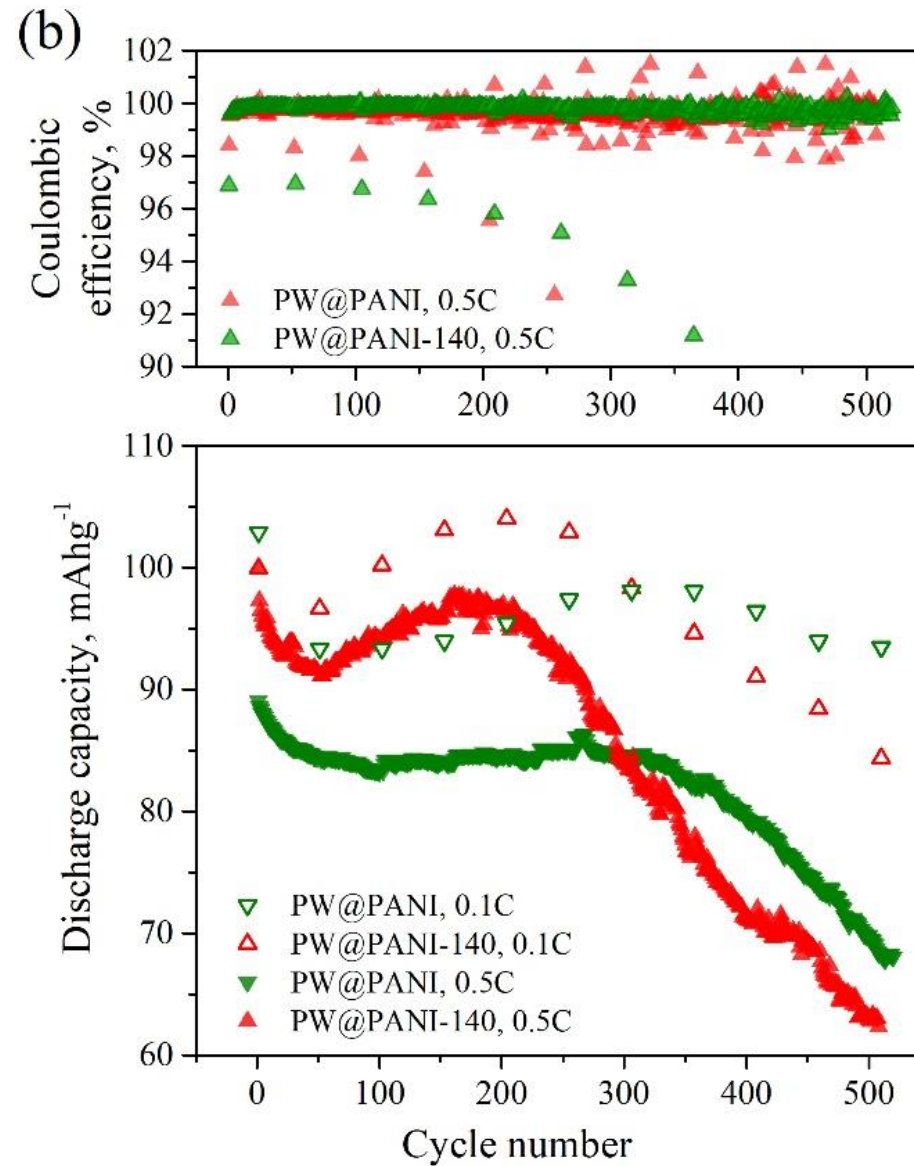 (b)
102
100
98
96
94
92
90
Coulombic
efficiency, %
PW@PANI, 0.5C
PW@PANI-140, 0.5C
0 100 200 300 400 500
110
100
90
80
70
60
Discharge capacity, mAhg⁻¹
PW@PANI, 0.1C
PW@PANI-140, 0.1C
PW@PANI, 0.5C
PW@PANI-140, 0.5C
0 100 200 300 400 500
Cycle number